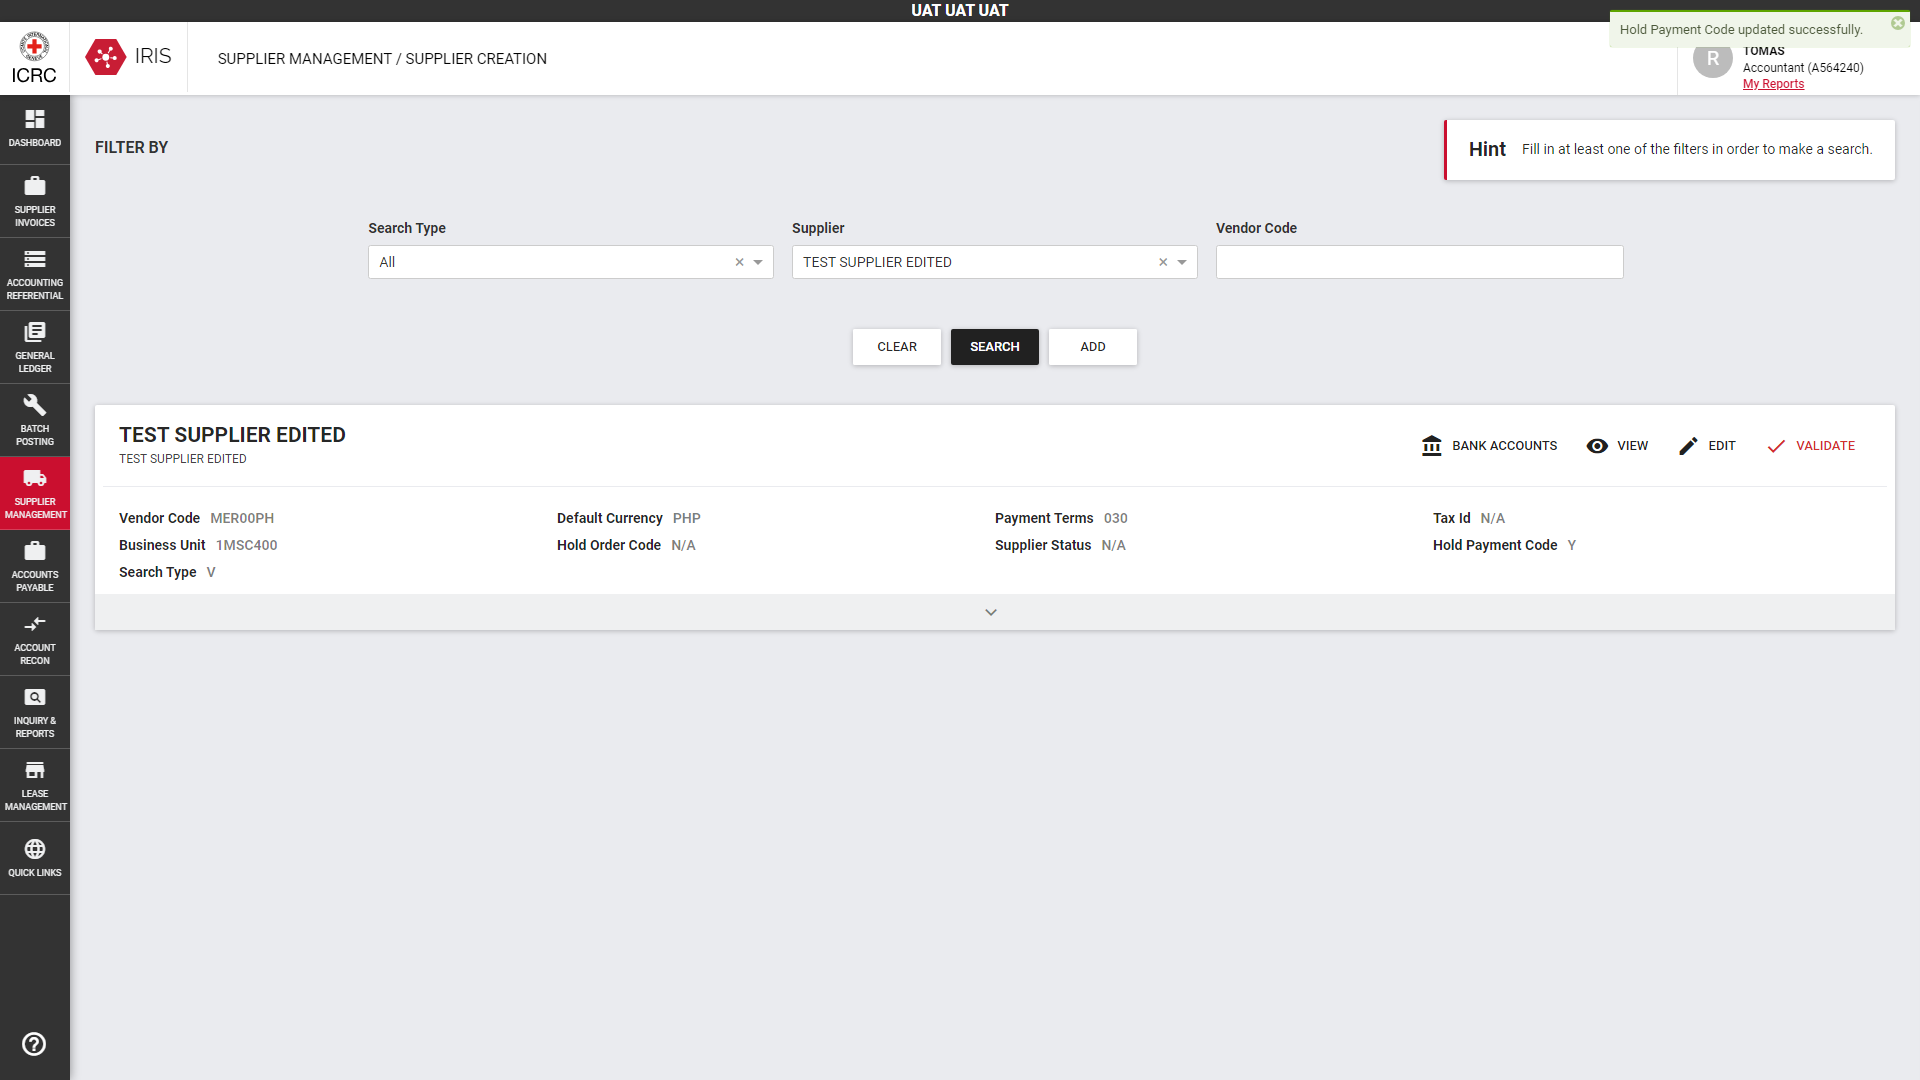 UAT UAT UAT
Hold Payment Code updated successfully.
ICRC
IRIS
SUPPLIER MANAGEMENT / SUPPLIER CREATION
R
TOMAS
Accountant (A564240)
My Reports
DASHBOARD
SUPPLIER
INVOICES
ACCOUNTING
REFERENTIAL
GENERAL
LEDGER
BATCH
POSTING
SUPPLIER
MANAGEMENT
ACCOUNTS
PAYABLE
ACCOUNT
RECON
INQUIRY &
REPORTS
LEASE
MANAGEMENT
QUICK LINKS
FILTER BY
Hint Fill in at least one of the filters in order to make a search.
Search Type
All
Supplier
TEST SUPPLIER EDITED
Vendor Code
CLEAR
SEARCH
ADD
TEST SUPPLIER EDITED
TEST SUPPLIER EDITED
BANK ACCOUNTS
VIEW
EDIT
VALIDATE
Vendor Code MER00PH
Default Currency PHP
Payment Terms 030
Tax Id N/A
Business Unit 1MSC400
Hold Order Code N/A
Supplier Status N/A
Hold Payment Code Y
Search Type V